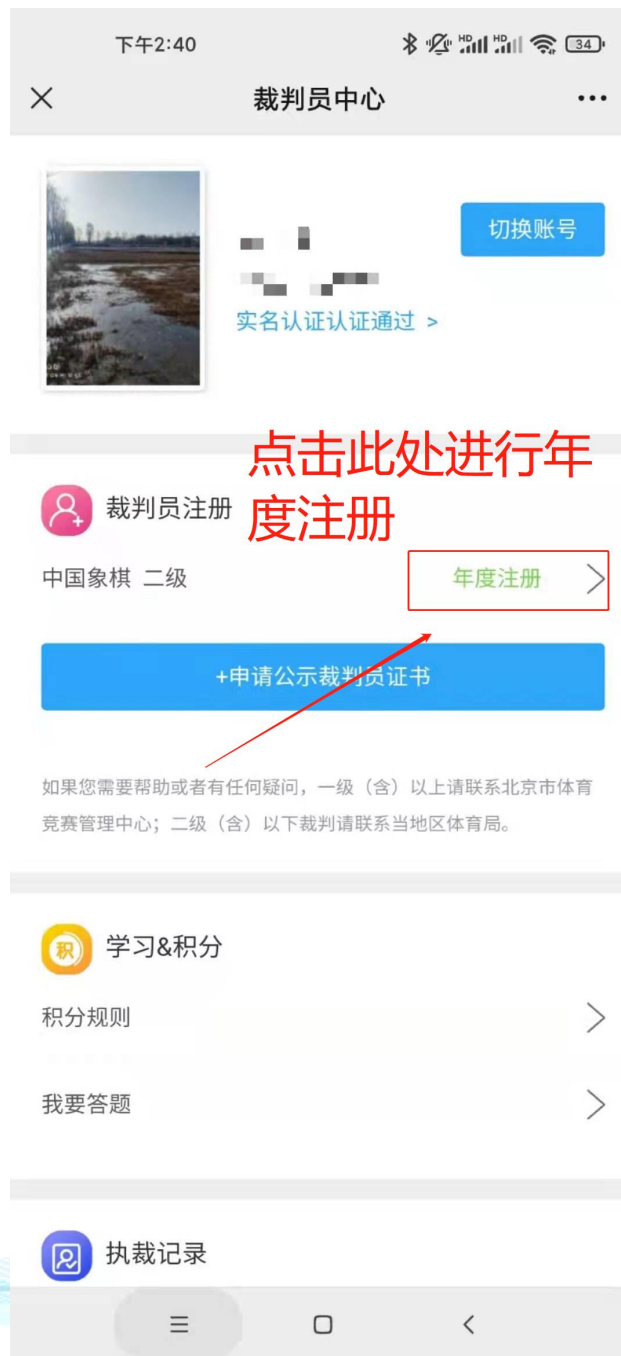 下午2:40
HD
HD
34
裁判员中心
切换账号
实名认证认证通过 >
点击此处进行年
度注册
裁判员注册
中国象棋 二级
年度注册
+申请公示裁判员证书
如果您需要帮助或者有任何疑问，一级（含）以上请联系北京市体育
竞赛管理中心；二级（含）以下裁判请联系当地区体育局。
积
学习&积分
积分规则
我要答题
执裁记录